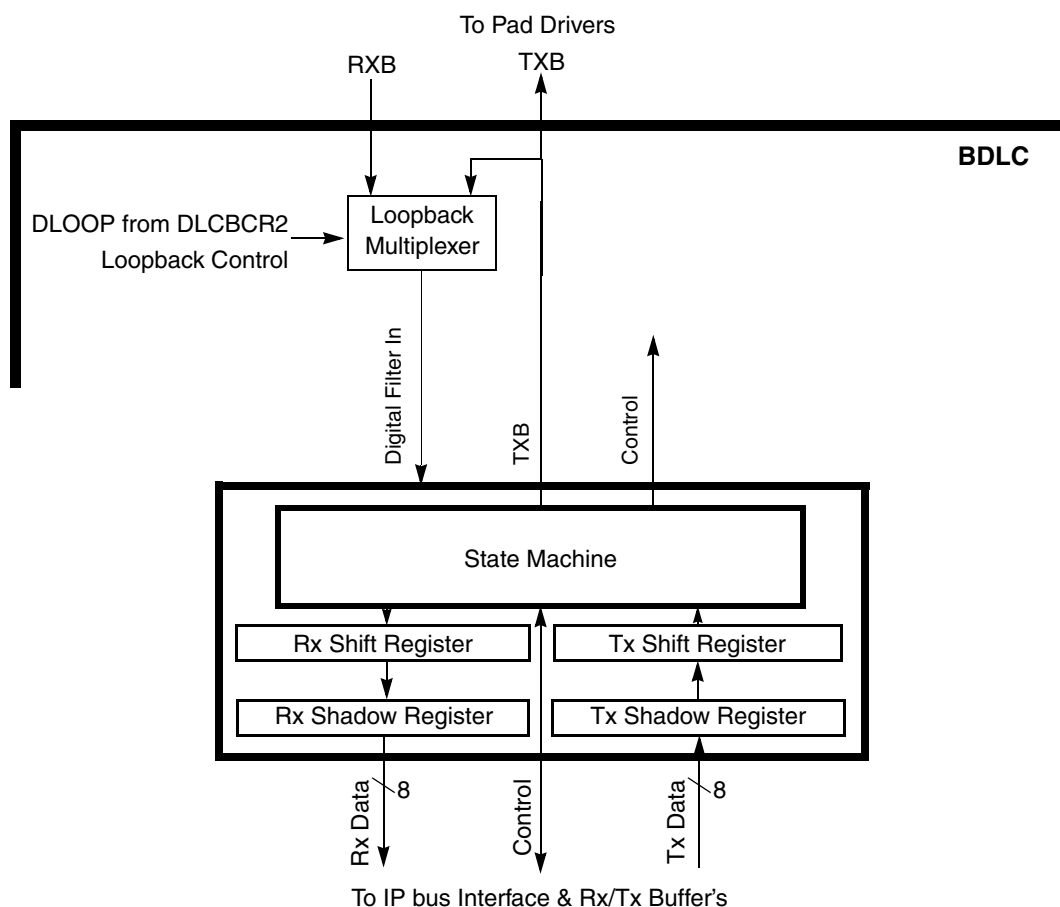 To Pad Drivers
RXB
TXB
BDLC
DLOOP from DLCBCR2
Loopback Control
Loopback
Multiplexer
Digital Filter In
TXB
Control
State Machine
Rx Shift Register
Tx Shift Register
Rx Shadow Register
Tx Shadow Register
Rx Data
8
Control
Tx Data
8
To IP bus Interface & Rx/Tx Buffer's